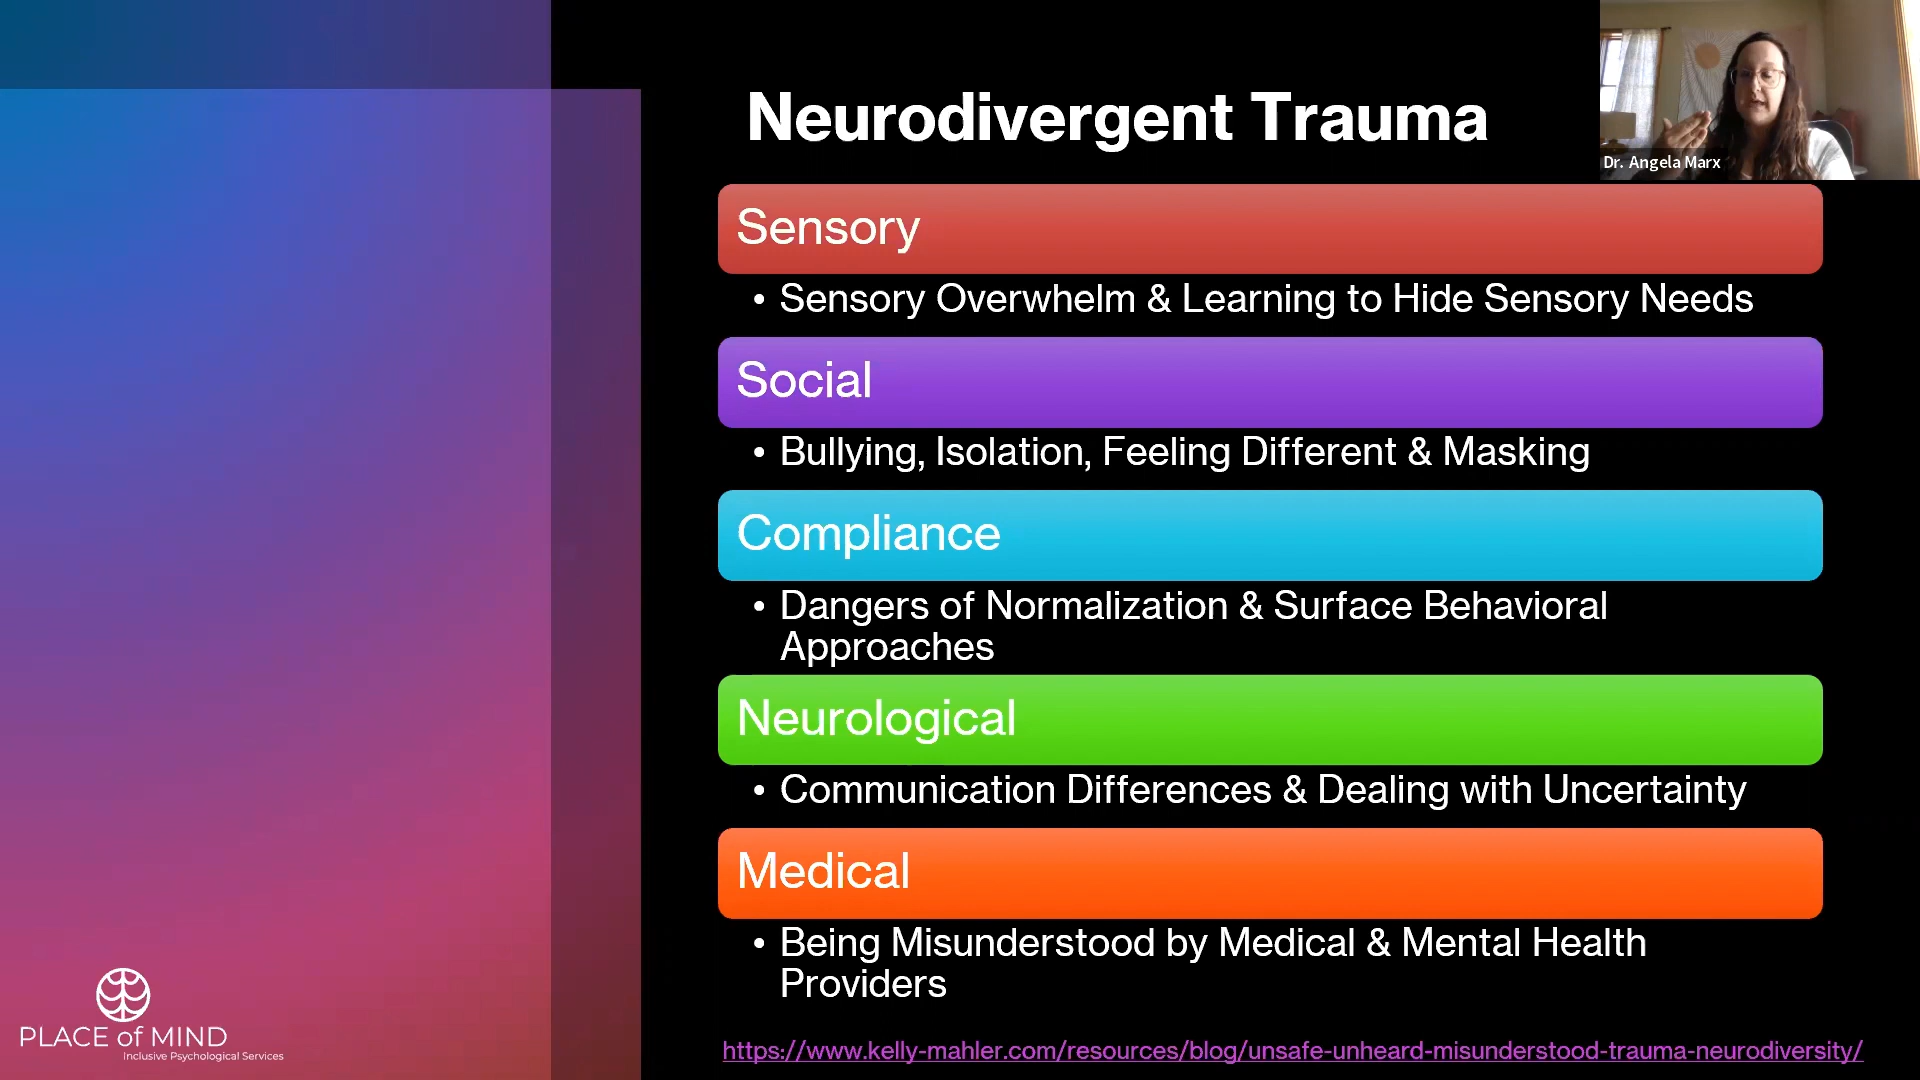 Neurodivergent Trauma
Dr. Angela Marx
Sensory
• Sensory Overwhelm & Learning to Hide Sensory Needs
Social
• Bullying, Isolation, Feeling Different & Masking
Compliance
• Dangers of Normalization & Surface Behavioral
Approaches
Neurological
• Communication Differences & Dealing with Uncertainty
Medical
• Being Misunderstood by Medical & Mental Health
Providers
PLACE of MIND
Inclusive Psychological Services
https://www.kelly-mahler.com/resources/blog/unsafe-unheard-misunderstood-trauma-neurodiversity/